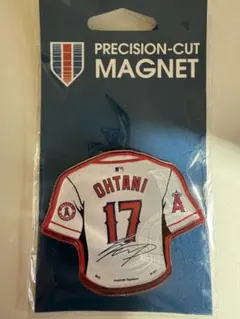 PRECISION-CUT
MAGNET
OHTANI
17